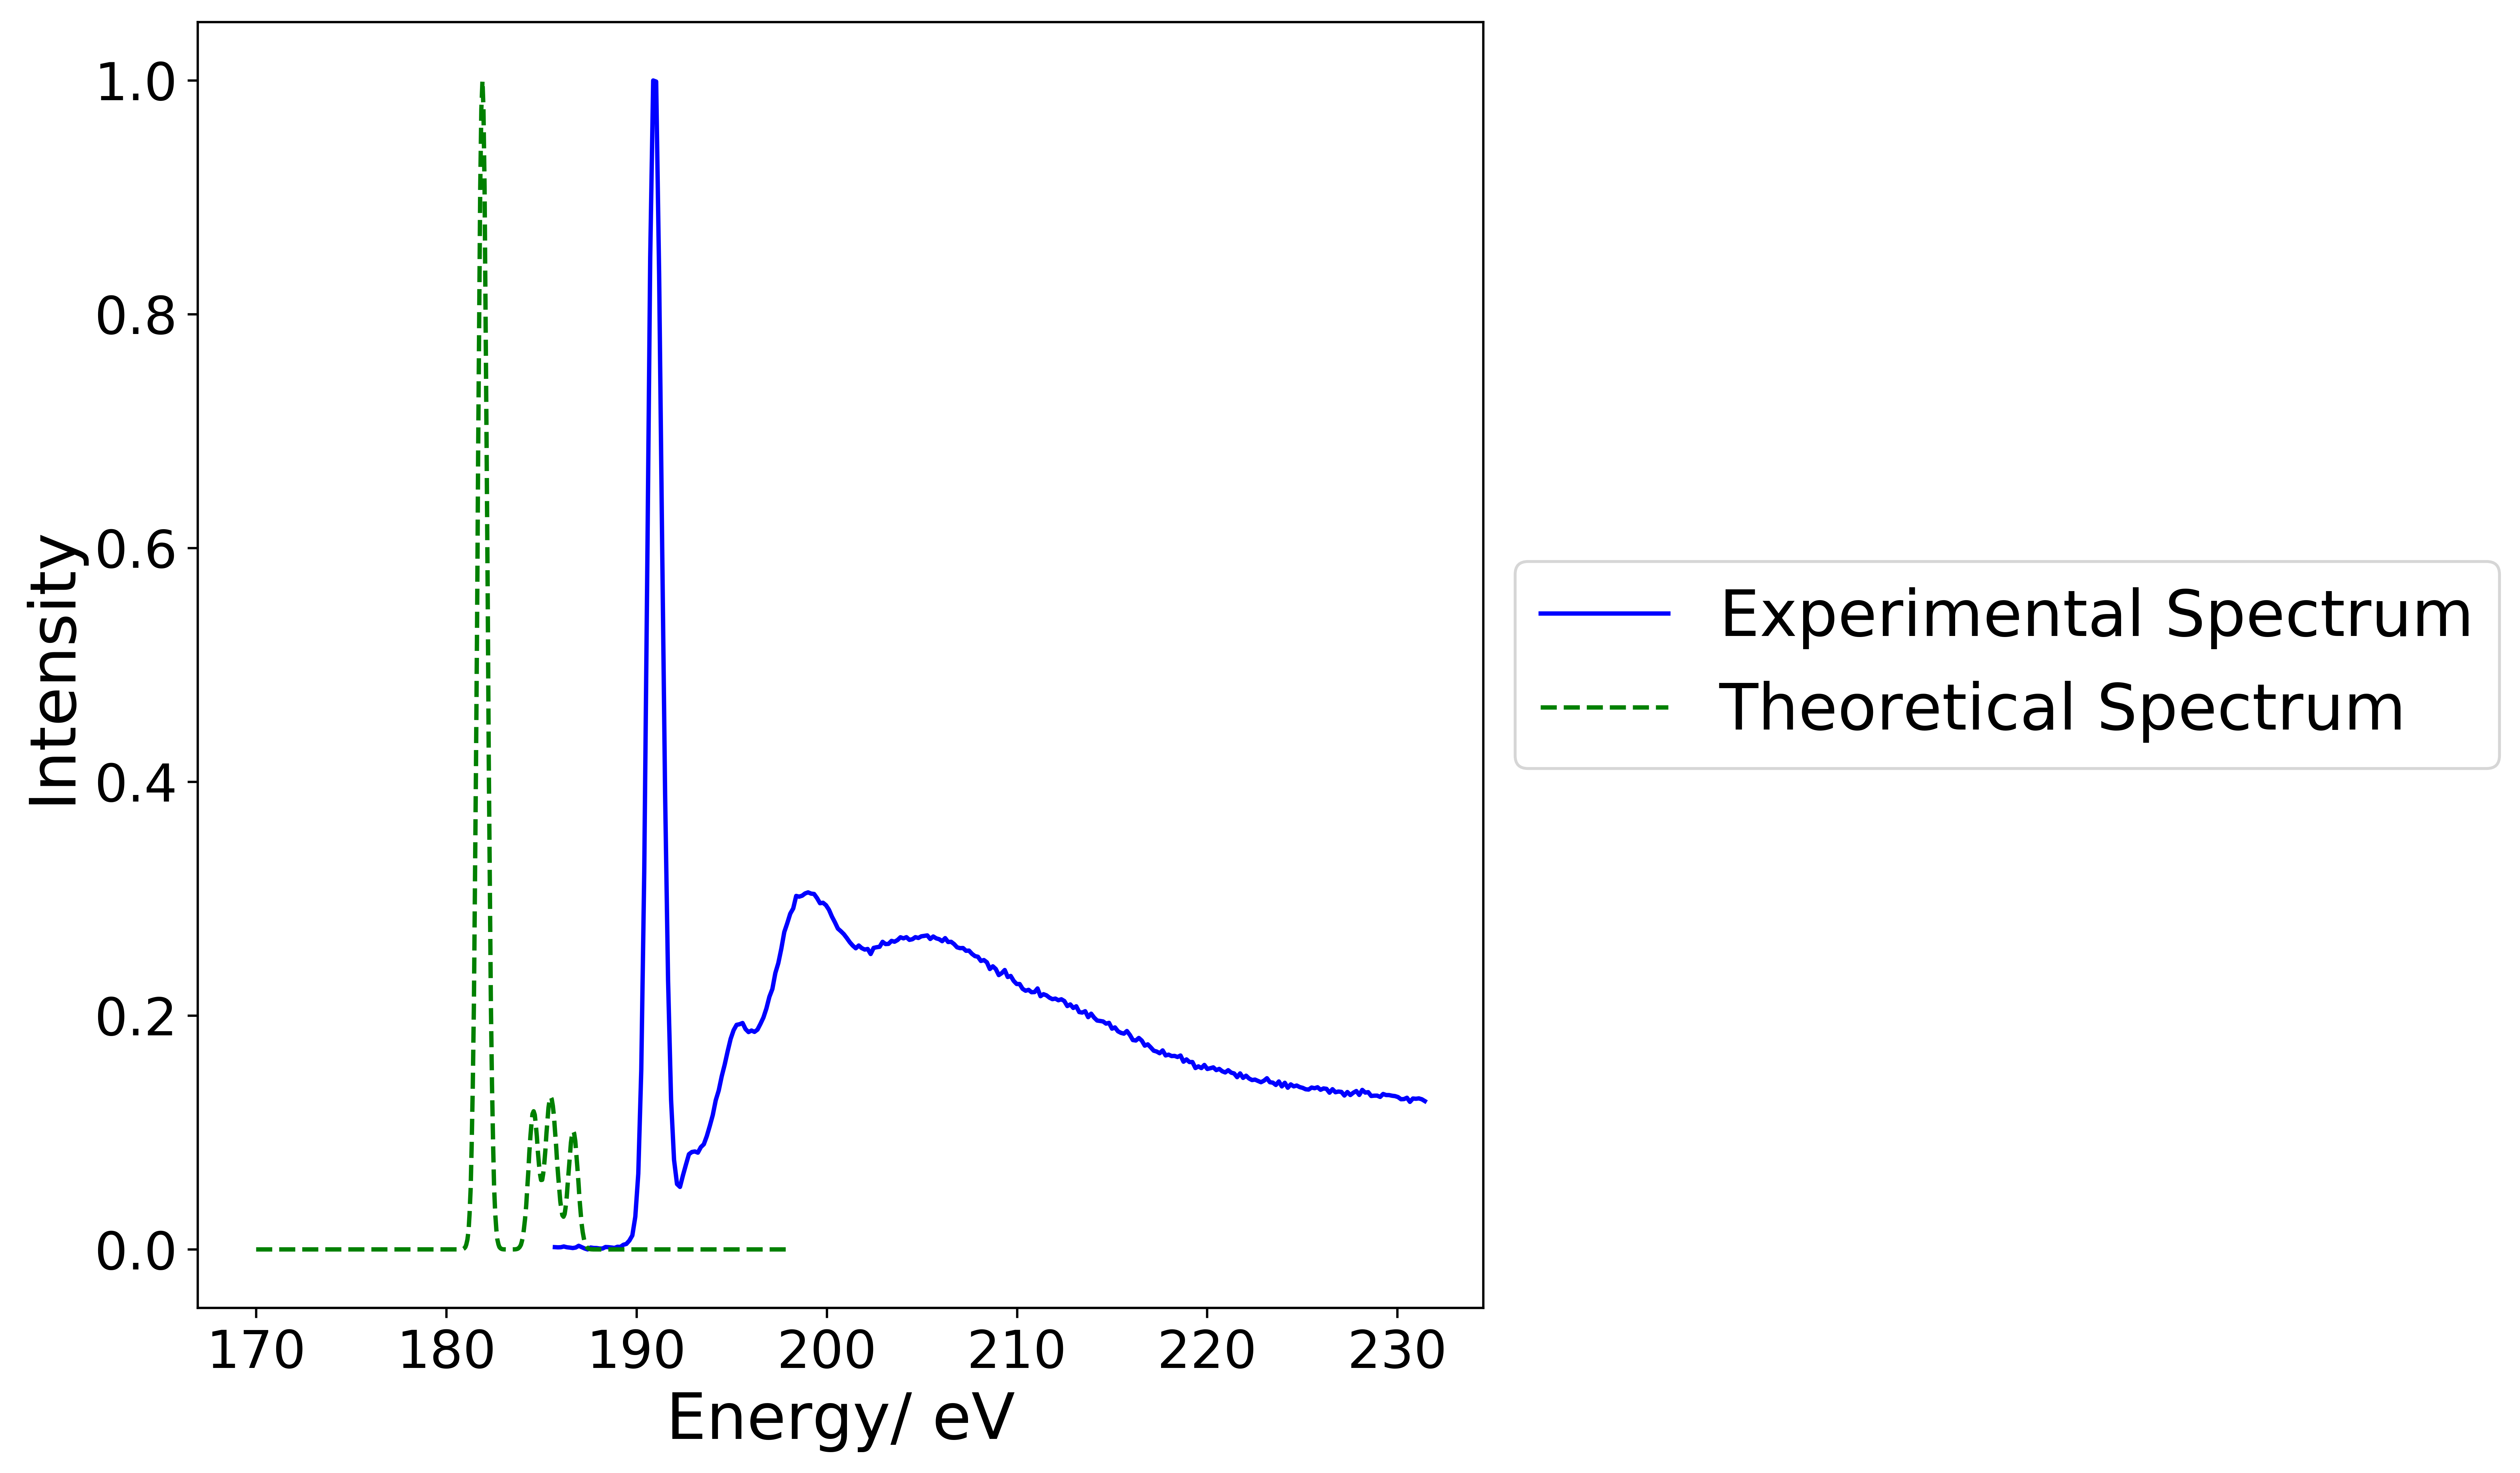 1.0
0.8
0.6
0.4
0.2
0.0
Intensity
170 180 190 200 210 220 230
Energy/ eV
Experimental Spectrum
Theoretical Spectrum